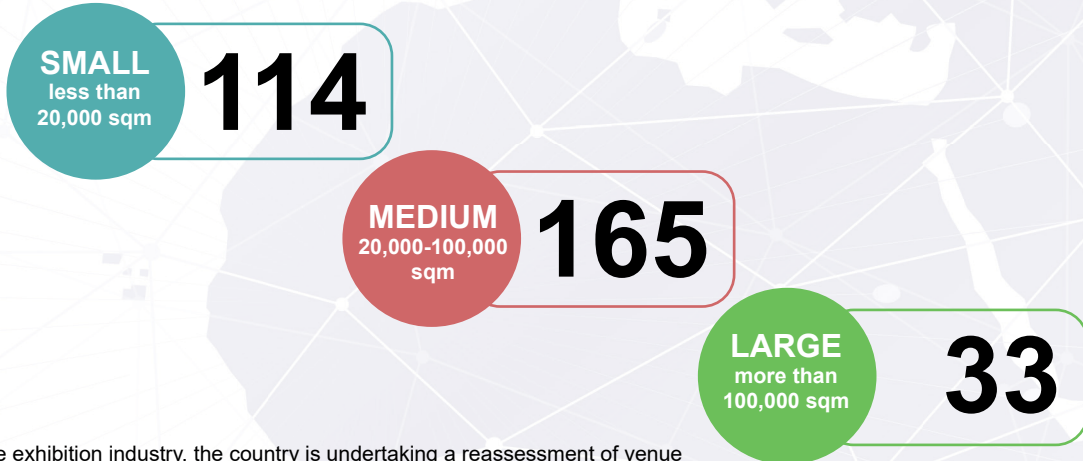 SMALL
less than
20,000 sqm
114
MEDIUM
20,000-100,000
sqm
165
LARGE
more than
100,000 sqm
33
exhibition industry, the country is undertaking a reassessment of venue